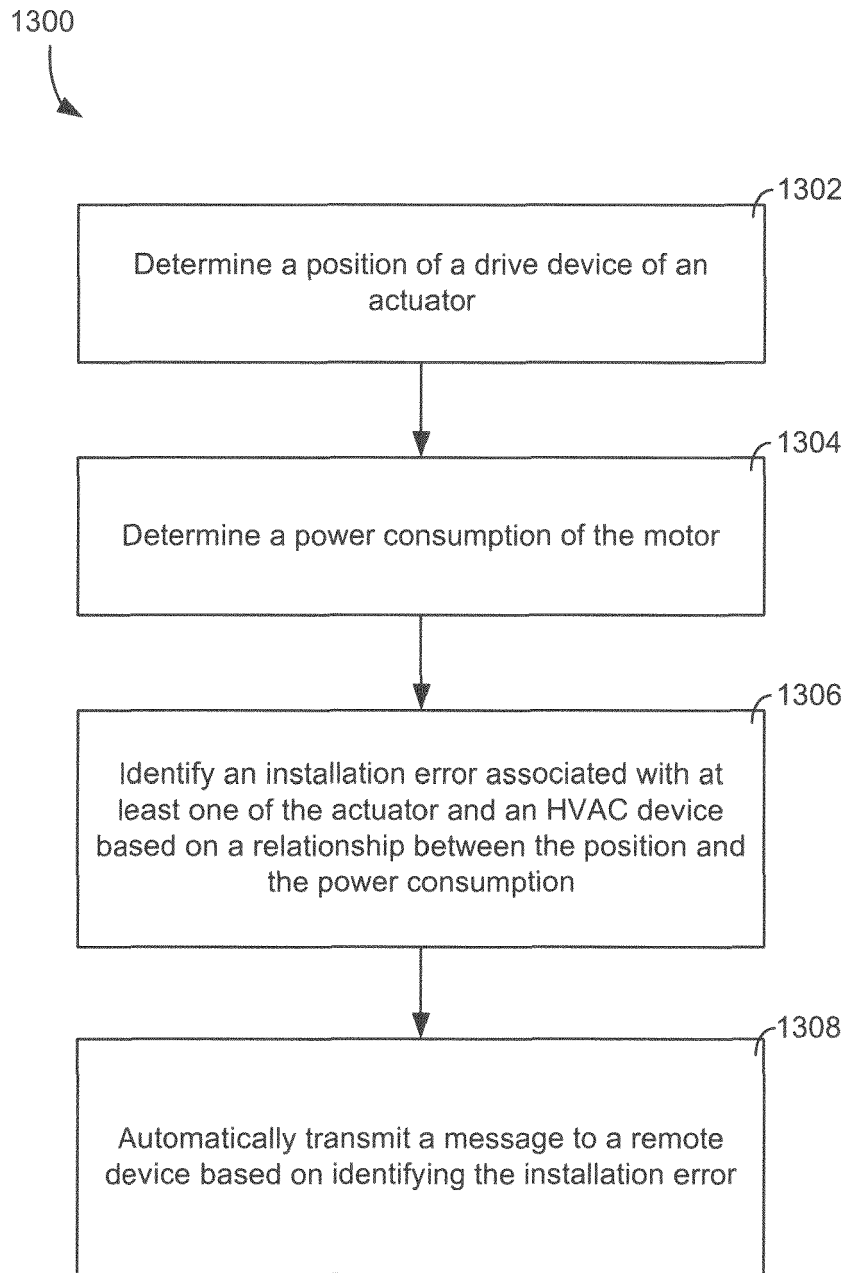 1300
1302
Determine a position of a drive device of an
actuator
1304
Determine a power consumption of the motor
1306
Identify an installation error associated with at
least one of the actuator and an HVAC device
based on a relationship between the position and
the power consumption
1308
Automatically transmit a message to a remote
device based on identifying the installation error